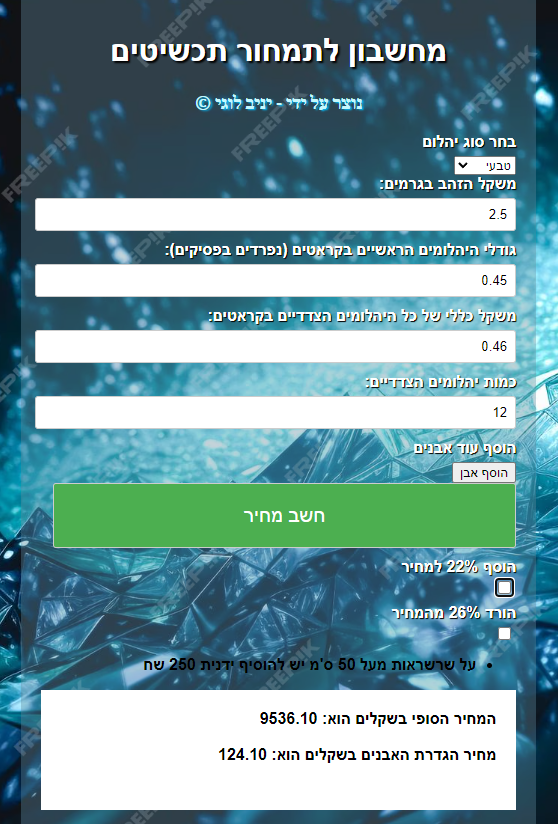 מחשבון לתמחור תכשיטים
נוצר על ידי - יניב לוגי ©
בחר סוג יהלום
טבעי
משקל הזהב בגרמים:
2.5
גודלי היהלומים הראשיים בקראטים (נפרדים בפסיקים):
0.45
משקל כללי של כל היהלומים הצדדיים בקראטים:
0.46
כמות יהלומים הצדדיים:
12
הוסף עוד אבנים
הוסף אבן
חשב מחיר
הוסף 22% למחיר
הורד 26% מהמחיר
• על שרשראות מעל 50 ס'מ יש להוסיף ידנית 250 שח
המחיר הסופי בשקלים הוא: 9536.10
מחיר הגדרת האבנים בשקלים הוא: 124.10
FREEPIK
FREEPIK
FREEPIK
FREEPIK